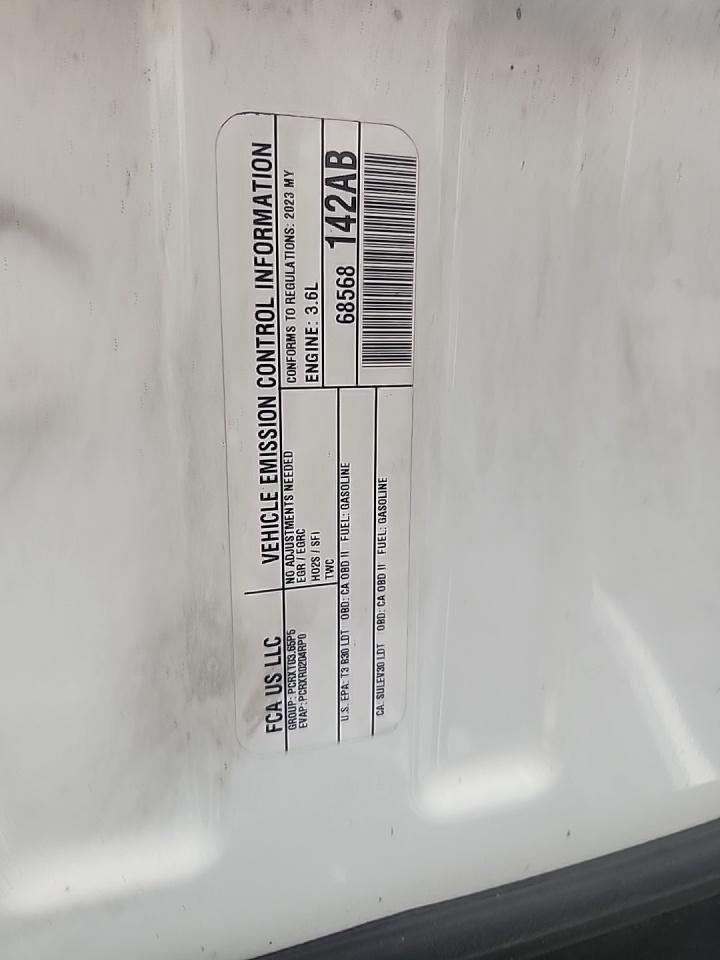 FCA US LLC
VEHICLE EMISSION CONTROL INFORMATION
GROUP: PCRXT03.65P5
EVAP: PCRXR0204RP0
NO ADJUSTMENTS NEEDED
EGR / EGRC
HO2S / SFI
TWC
CONFORMS TO REGULATIONS: 2023 MY
ENGINE: 3.6L
U.S. EPA: T3 B30 LDT OBD: CA OBD II FUEL: GASOLINE
CA: SULEV30 LDT OBD: CA OBD II FUEL: GASOLINE
68568 142AB